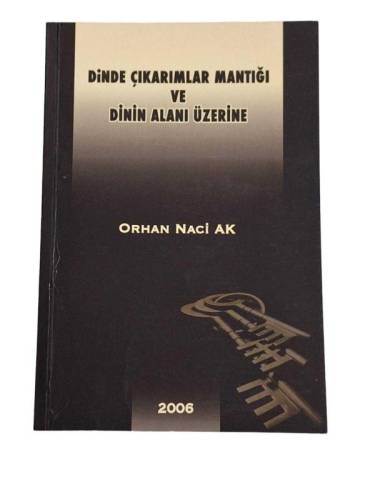 DİNDE ÇIKARIMLAR MANTIĞI
VE
DİNİN ALANI ÜZERİNE
ORHAN NACİ AK
2006